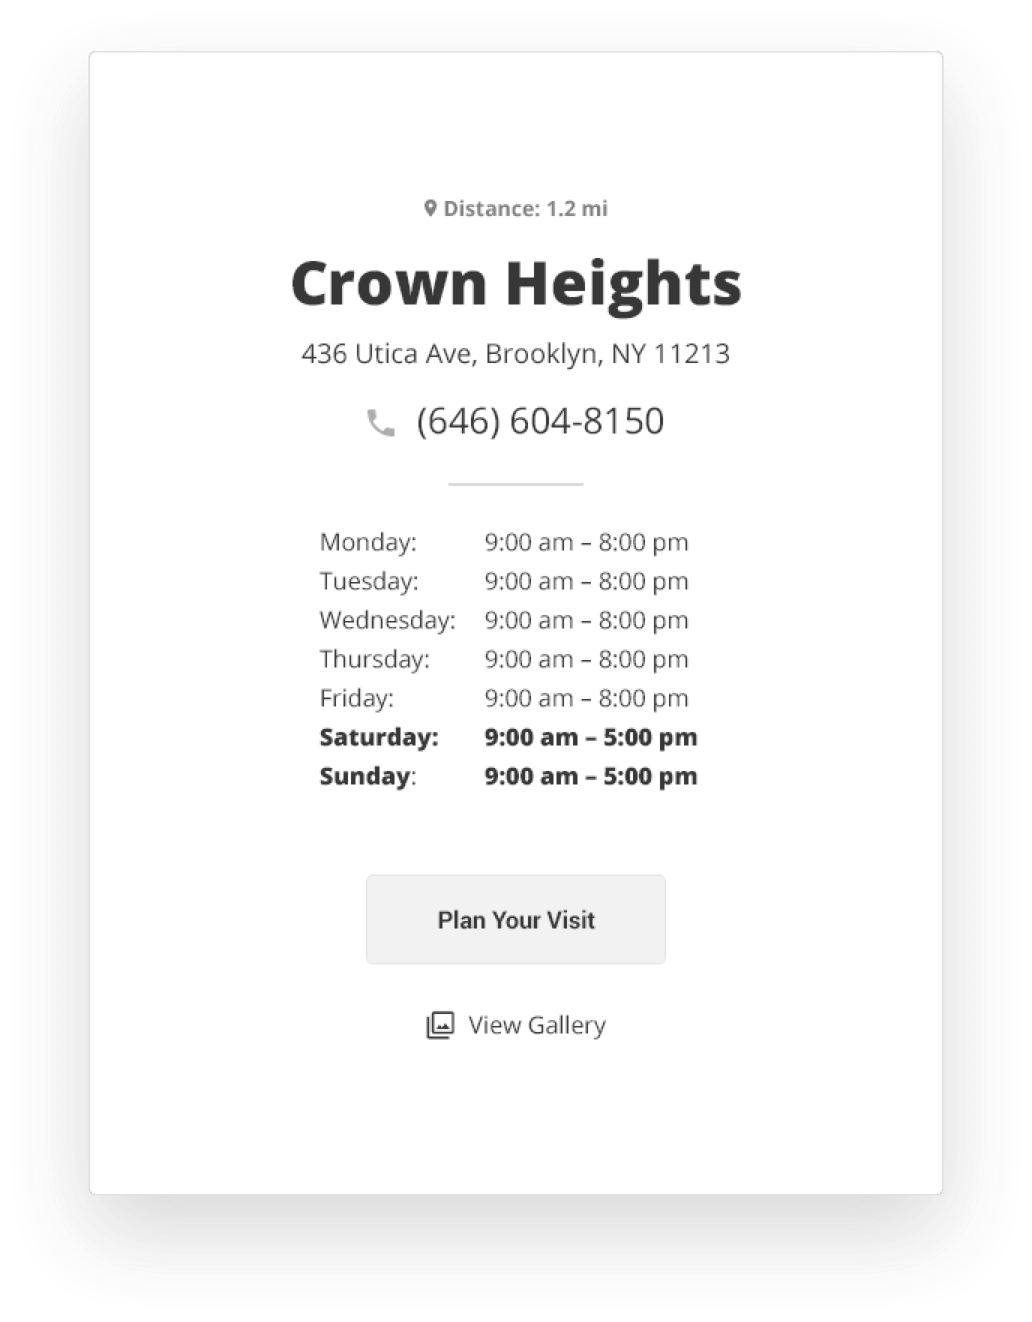 Distance: 1.2 mi
Crown Heights
436 Utica Ave, Brooklyn, NY 11213
(646) 604-8150
Monday: 9:00 am – 8:00 pm
Tuesday: 9:00 am – 8:00 pm
Wednesday: 9:00 am – 8:00 pm
Thursday: 9:00 am – 8:00 pm
Friday: 9:00 am – 8:00 pm
Saturday: 9:00 am – 5:00 pm
Sunday: 9:00 am – 5:00 pm
Plan Your Visit
View Gallery